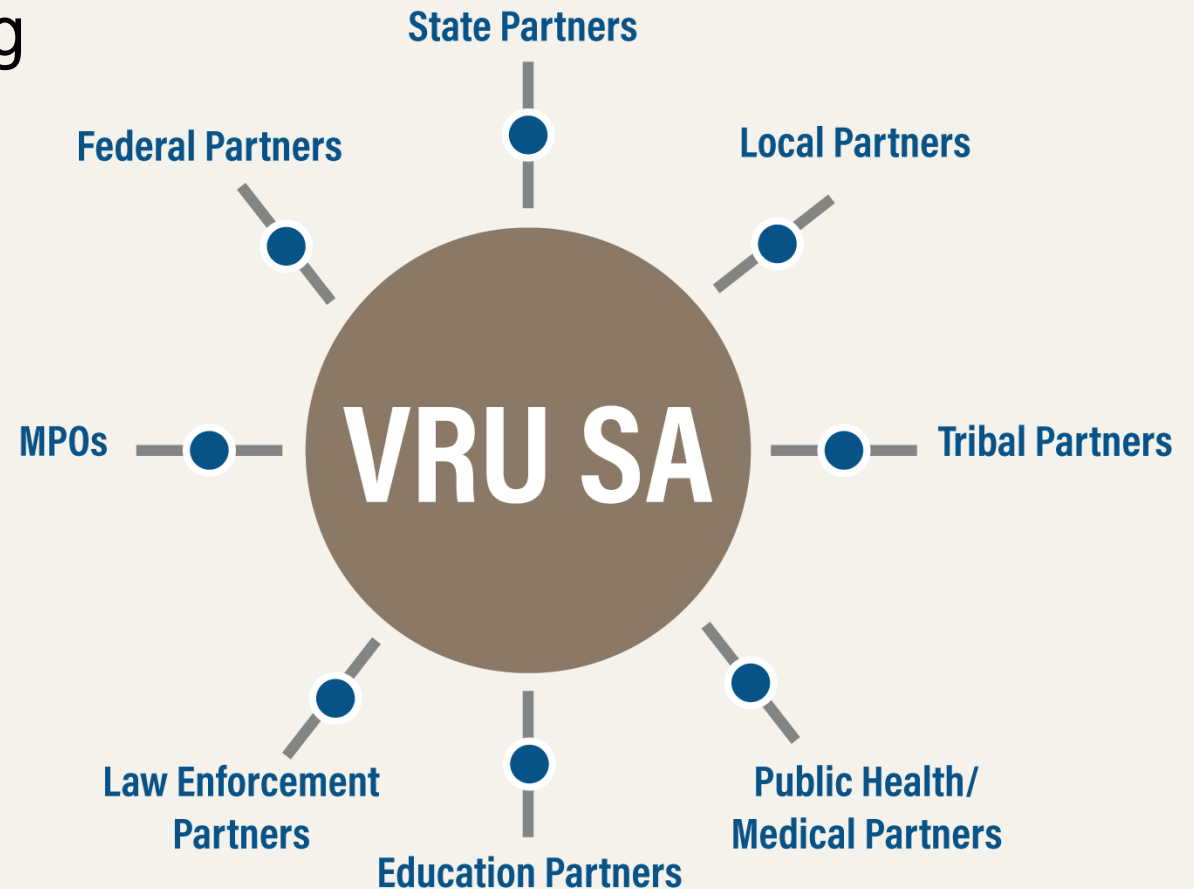 g
State Partners
Federal Partners
Local Partners
MPOs
VRU SA
Tribal Partners
Law Enforcement
Partners
Public Health/
Medical Partners
Education Partners